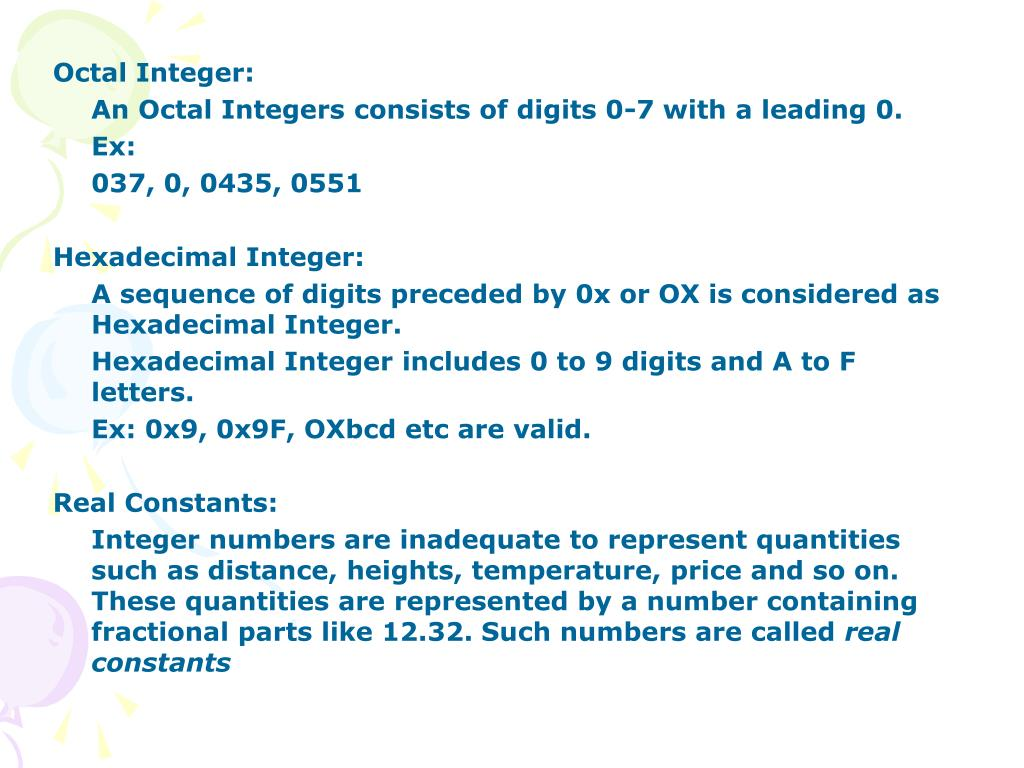 Octal Integer:
An Octal Integers consists of digits 0-7 with a leading 0.
Ex:
037, 0, 0435, 0551
Hexadecimal Integer:
A sequence of digits preceded by 0x or OX is considered as
Hexadecimal Integer.
Hexadecimal Integer includes 0 to 9 digits and A to F
letters.
Ex: 0x9, 0x9F, OXbcd etc are valid.
Real Constants:
Integer numbers are inadequate to represent quantities
such as distance, heights, temperature, price and so on.
These quantities are represented by a number containing
fractional parts like 12.32. Such numbers are called real
constants